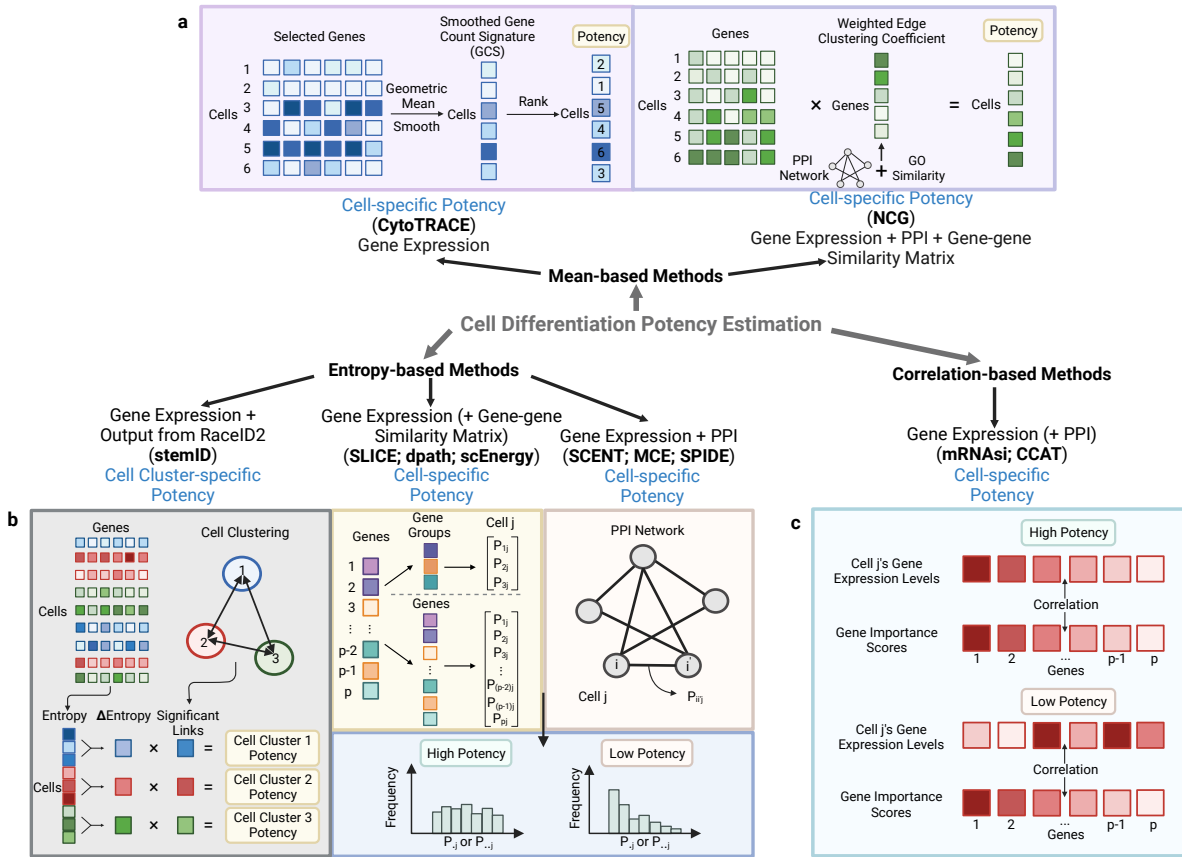 a
Selected Genes
Smoothed Gene
Count Signature
(GCS)
Potency
1
2
3
4
5
6
Cells
Geometric
Mean
Smooth
Cells
Rank
Cells
2
1
5
4
6
3
Genes
Weighted Edge
Clustering Coefficient
Potency
1
2
3
4
5
6
Cells
×
Genes
=
Cells
PPI
Network
+
GO
Similarity
Cell-specific Potency
(CytoTRACE)
Gene Expression
Cell-specific Potency
(NCG)
Gene Expression + PPI + Gene-gene
Similarity Matrix
Mean-based Methods
Cell Differentiation Potency Estimation
Entropy-based Methods
Correlation-based Methods
Gene Expression +
Output from RaceID2
(stemID)
Cell Cluster-specific
Potency
Gene Expression (+ Gene-gene
Similarity Matrix)
(SLICE; dpath; scEnergy)
Cell-specific
Potency
Gene Expression + PPI
(SCENT; MCE; SPIDE)
Cell-specific
Potency
Gene Expression (+ PPI)
(mRNAsi; CCAT)
Cell-specific
Potency
b
Genes
Cells
Cell Clustering
1
2
3
Entropy
ΔEntropy
Significant
Links
Cells
× =
Cell Cluster 1
Potency
× =
Cell Cluster 2
Potency
× =
Cell Cluster 3
Potency
Genes
Gene
Groups
Cell j
1
2
3
⋮ ⋮
p-2
p-1
p
P1j
P2j
P3j
Genes
⋮
P1j
P2j
P3j
⋮
P(p-2)j
P(p-1)j
Ppj
PPI Network
i
i'
Cell j
Pii'j
High Potency
Frequency
P.j or P..j
Low Potency
Frequency
P.j or P..j
c
High Potency
Cell j's Gene
Expression Levels
...
Correlation
Gene Importance
Scores
1 2 ... p-1 p
Genes
Low Potency
Cell j's Gene
Expression Levels
Correlation
Gene Importance
Scores
1 2 ... p-1 p
Genes